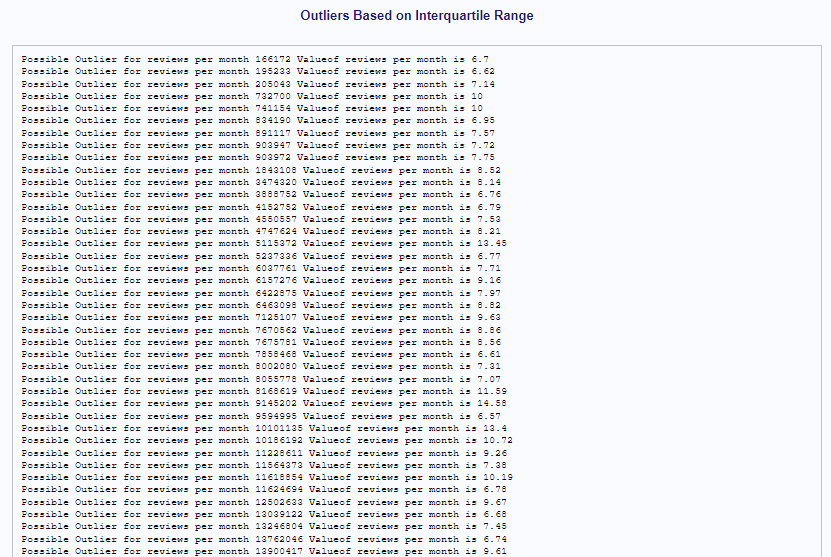 Outliers Based on Interquartile Range
Possible Outlier for reviews per month 166172 Valueof reviews per month is 6.7
Possible Outlier for reviews per month 195233 Valueof reviews per month is 6.62
Possible Outlier for reviews per month 205043 Valueof reviews per month is 7.14
Possible Outlier for reviews per month 732700 Valueof reviews per month is 10
Possible Outlier for reviews per month 741154 Valueof reviews per month is 10
Possible Outlier for reviews per month 834190 Valueof reviews per month is 6.95
Possible Outlier for reviews per month 891117 Valueof reviews per month is 7.57
Possible Outlier for reviews per month 903947 Valueof reviews per month is 7.72
Possible Outlier for reviews per month 903972 Valueof reviews per month is 7.75
Possible Outlier for reviews per month 1843108 Valueof reviews per month is 8.52
Possible Outlier for reviews per month 3474320 Valueof reviews per month is 8.14
Possible Outlier for reviews per month 3888752 Valueof reviews per month is 6.76
Possible Outlier for reviews per month 4152752 Valueof reviews per month is 6.79
Possible Outlier for reviews per month 4550557 Valueof reviews per month is 7.53
Possible Outlier for reviews per month 4747624 Valueof reviews per month is 8.21
Possible Outlier for reviews per month 5115372 Valueof reviews per month is 13.45
Possible Outlier for reviews per month 5237336 Valueof reviews per month is 6.77
Possible Outlier for reviews per month 6037761 Valueof reviews per month is 7.71
Possible Outlier for reviews per month 6157276 Valueof reviews per month is 9.16
Possible Outlier for reviews per month 6422875 Valueof reviews per month is 7.97
Possible Outlier for reviews per month 6463098 Valueof reviews per month is 8.82
Possible Outlier for reviews per month 7125107 Valueof reviews per month is 9.63
Possible Outlier for reviews per month 7670562 Valueof reviews per month is 8.86
Possible Outlier for reviews per month 7675781 Valueof reviews per month is 8.56
Possible Outlier for reviews per month 7858468 Valueof reviews per month is 6.61
Possible Outlier for reviews per month 8002080 Valueof reviews per month is 7.31
Possible Outlier for reviews per month 8055778 Valueof reviews per month is 7.07
Possible Outlier for reviews per month 8168619 Valueof reviews per month is 11.59
Possible Outlier for reviews per month 9145202 Valueof reviews per month is 14.58
Possible Outlier for reviews per month 9594995 Valueof reviews per month is 6.57
Possible Outlier for reviews per month 10101135 Valueof reviews per month is 13.4
Possible Outlier for reviews per month 10186192 Valueof reviews per month is 10.72
Possible Outlier for reviews per month 11228611 Valueof reviews per month is 9.26
Possible Outlier for reviews per month 11564373 Valueof reviews per month is 7.38
Possible Outlier for reviews per month 11618854 Valueof reviews per month is 10.19
Possible Outlier for reviews per month 11624694 Valueof reviews per month is 6.78
Possible Outlier for reviews per month 12502633 Valueof reviews per month is 9.67
Possible Outlier for reviews per month 13039122 Valueof reviews per month is 6.68
Possible Outlier for reviews per month 13246804 Valueof reviews per month is 7.45
Possible Outlier for reviews per month 13762046 Valueof reviews per month is 6.74
Possible Outlier for reviews per month 13900417 Valueof reviews per month is 9.61